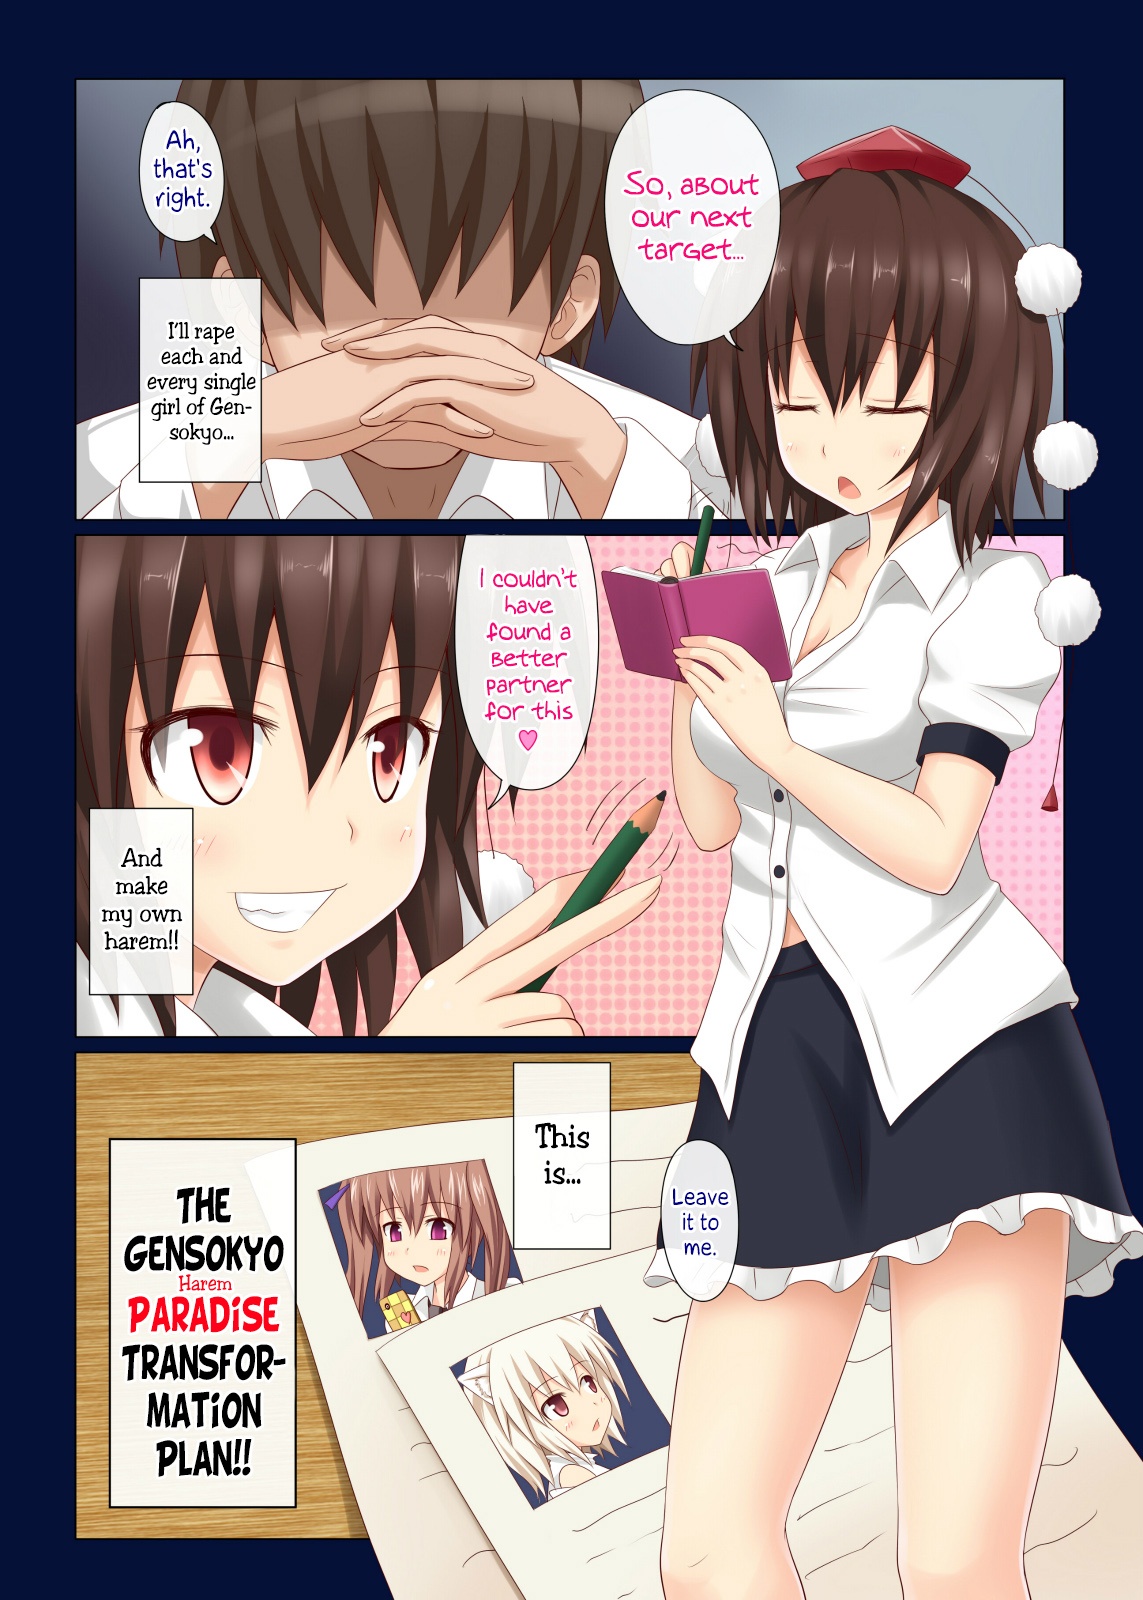 So, about
our next
target...
Ah,
that's
right.
I'll rape
each and
every single
girl of Gen-
sokyo...
I couldn't
have
found a
better
partner
for this
♥
And
make
my own
harem!!
This
is...
Leave
it to
me.
THE
GENSOKYO
Harem
PARADISE
TRANSFOR-
MATION
PLAN!!